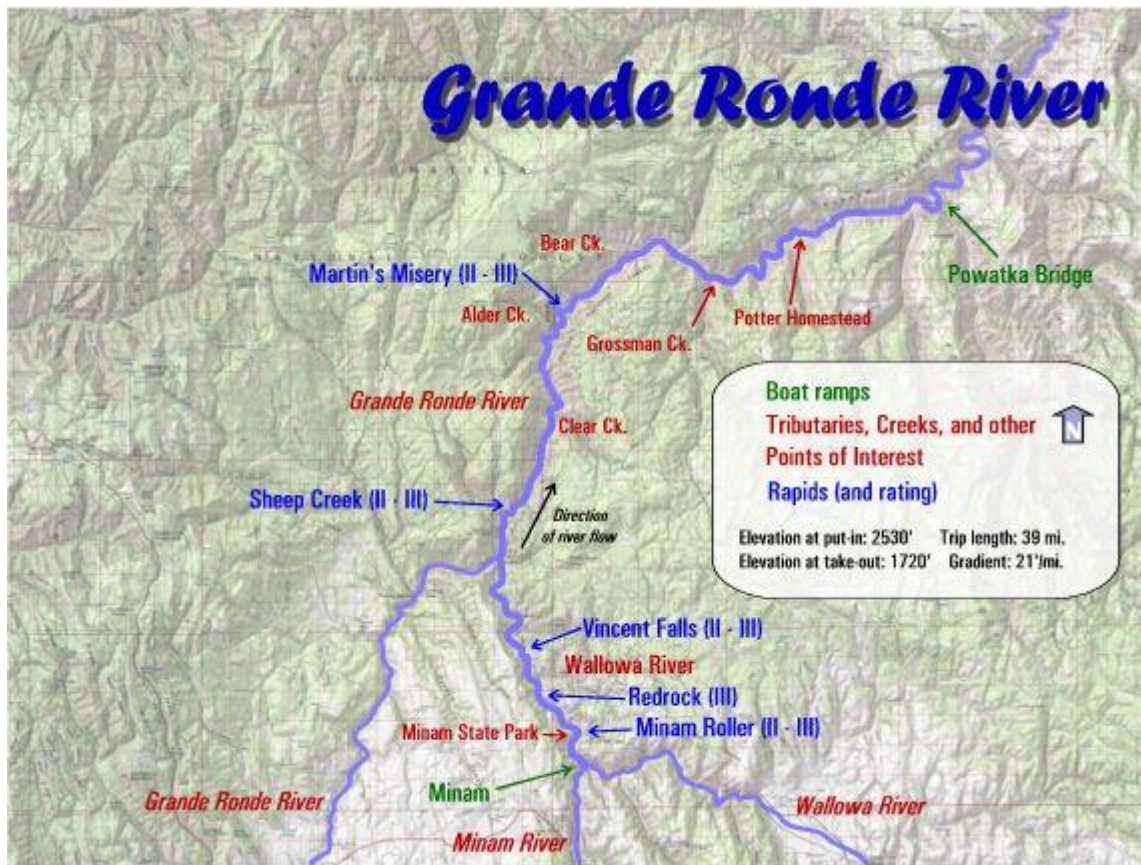 Grande Ronde River
Bear Ck.
Martin's Misery (II - III)
Alder Ck.
Powatka Bridge
Potter Homestead
Grossman Ck.
Grande Ronde River
Clear Ck.
Boat ramps
Tributaries, Creeks, and other
Points of Interest
N
Rapids (and rating)
Sheep Creek (II - III)
Direction
of river flow
Elevation at put-in: 2530' Trip length: 39 mi.
Elevation at take-out: 1720' Gradient: 21'/mi.
Vincent Falls (II - III)
Wallowa River
Redrock (III)
Minam State Park
Minam Roller (II - III)
Minam
Grande Ronde River
Wallowa River
Minam River